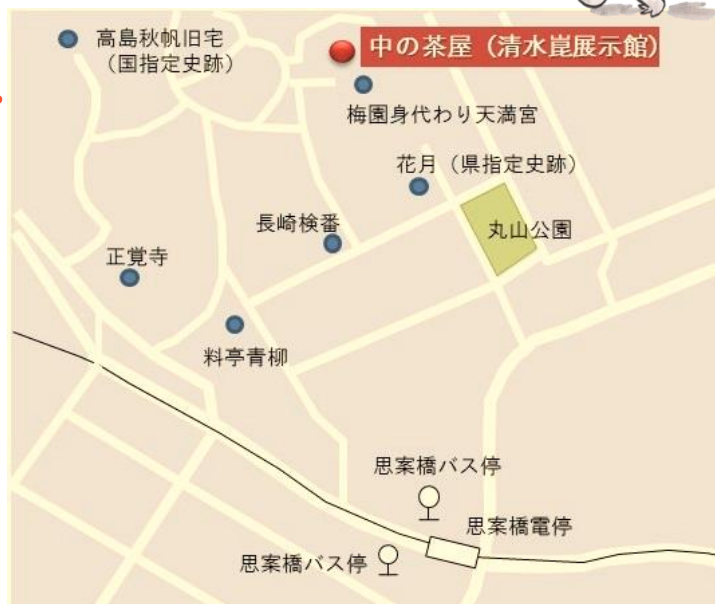 高島秋帆旧宅
（国指定史跡）
中の茶屋（清水崑展示館）
梅園身代わり天満宮
花月（県指定史跡）
長崎検番
丸山公園
正覚寺
料亭青柳
思案橋バス停
思案橋電停
思案橋バス停